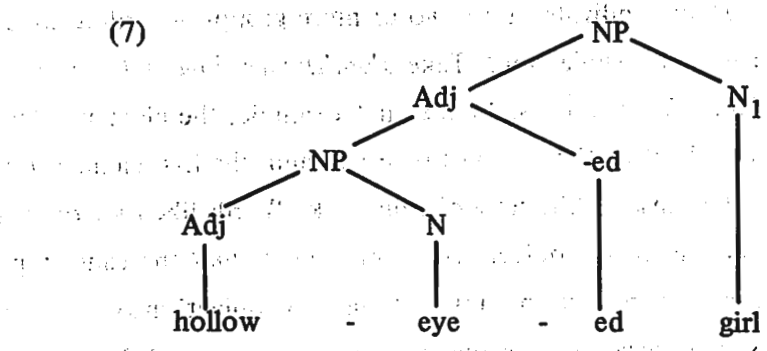 (7) NP
Adj N1
NP -ed
Adj N
hollow - eye - ed girl